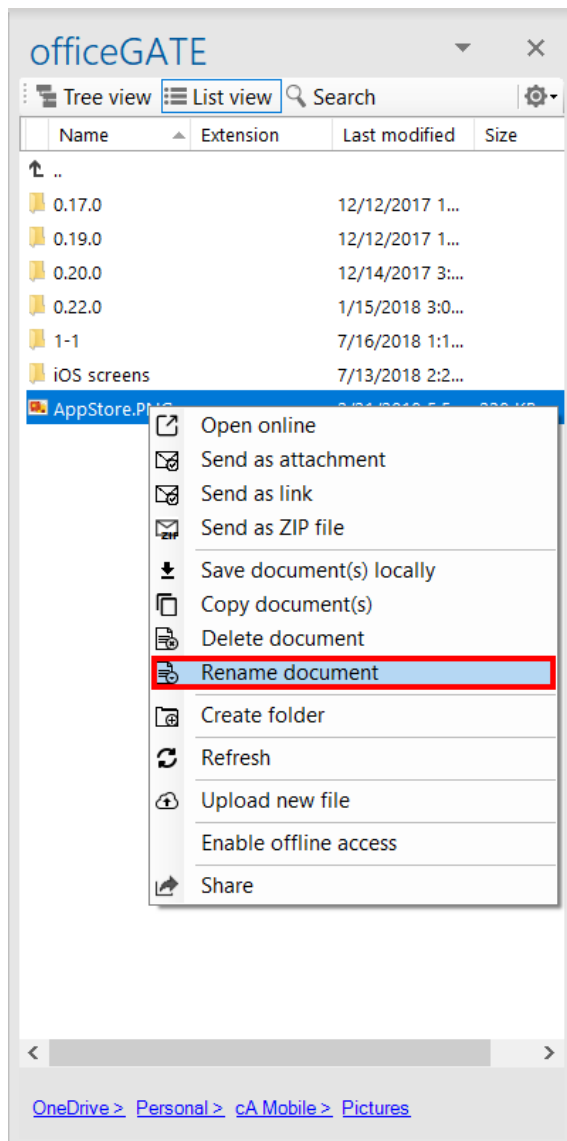 officeGATE
Tree view List view Search
Name Extension Last modified Size
..
0.17.0 12/12/2017 1...
0.19.0 12/12/2017 1...
0.20.0 12/14/2017 3:...
0.22.0 1/15/2018 3:0...
1-1 7/16/2018 1:1...
iOS screens 7/13/2018 2:2...
AppStore.PNG
Open online
Send as attachment
Send as link
ZIP Send as ZIP file
Save document(s) locally
Copy document(s)
Delete document
Rename document
Create folder
Refresh
Upload new file
Enable offline access
Share
OneDrive > Personal > cA Mobile > Pictures